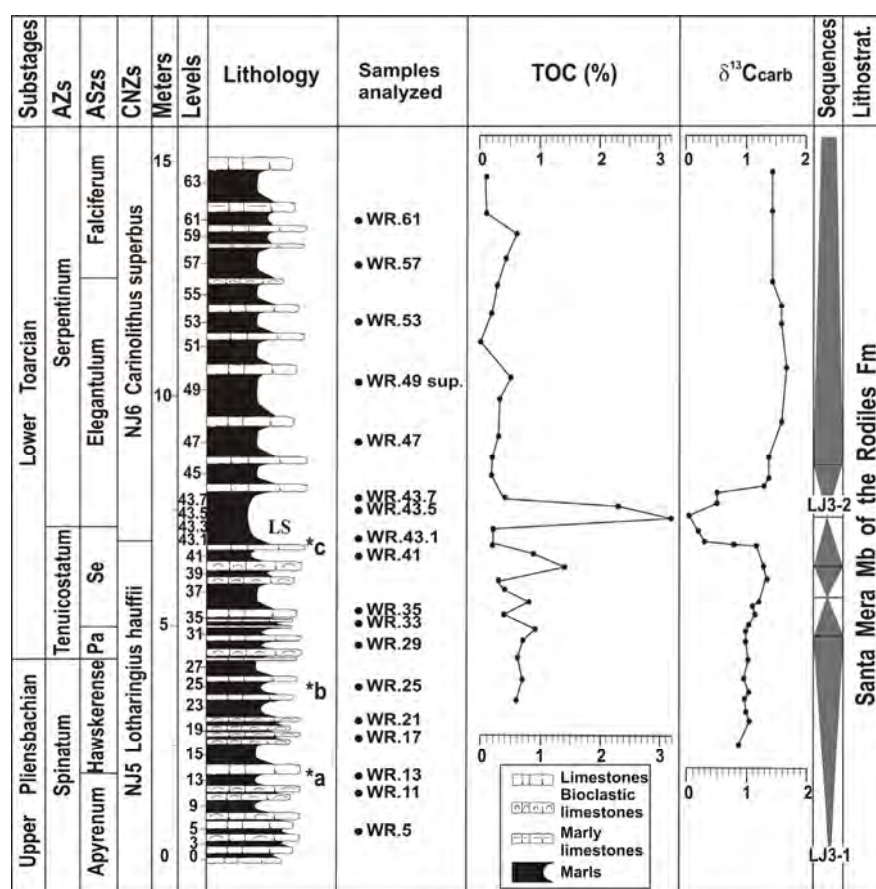 Substages
AZs
ASzs
CNZs
Meters
Levels
Lithology
Samples
analyzed
TOC (%)
δ¹³Ccarb
Sequences
Lithostrat.
Upper Pliensbachian
Lower Toarcian
Spinatum
Tenuicostatum
Serpentinum
Apyrenum
Hawskerense
Pa
Se
Elegantulum
Falciferum
NJ5 Lotharingius hauffii
NJ6 Carinolithus superbus
15
10
5
0
63
61
59
57
55
53
51
49
47
45
43.7
43.5
43.3
43.1
41
39
37
35
31
27
25
23
19
15
13
9
5
3
0
LS
*c
*b
*a
WR.61
WR.57
WR.53
WR.49 sup.
WR.47
WR.43.7
WR.43.5
WR.43.1
WR.41
WR.35
WR.33
WR.29
WR.25
WR.21
WR.17
WR.13
WR.11
WR.5
0 1 2 3
0 1 2
0 1 2 3
0 1 2
Limestones
Bioclastic
limestones
Marly
limestones
Marls
LJ3-2
LJ3-1
Santa Mera Mb of the Rodiles Fm